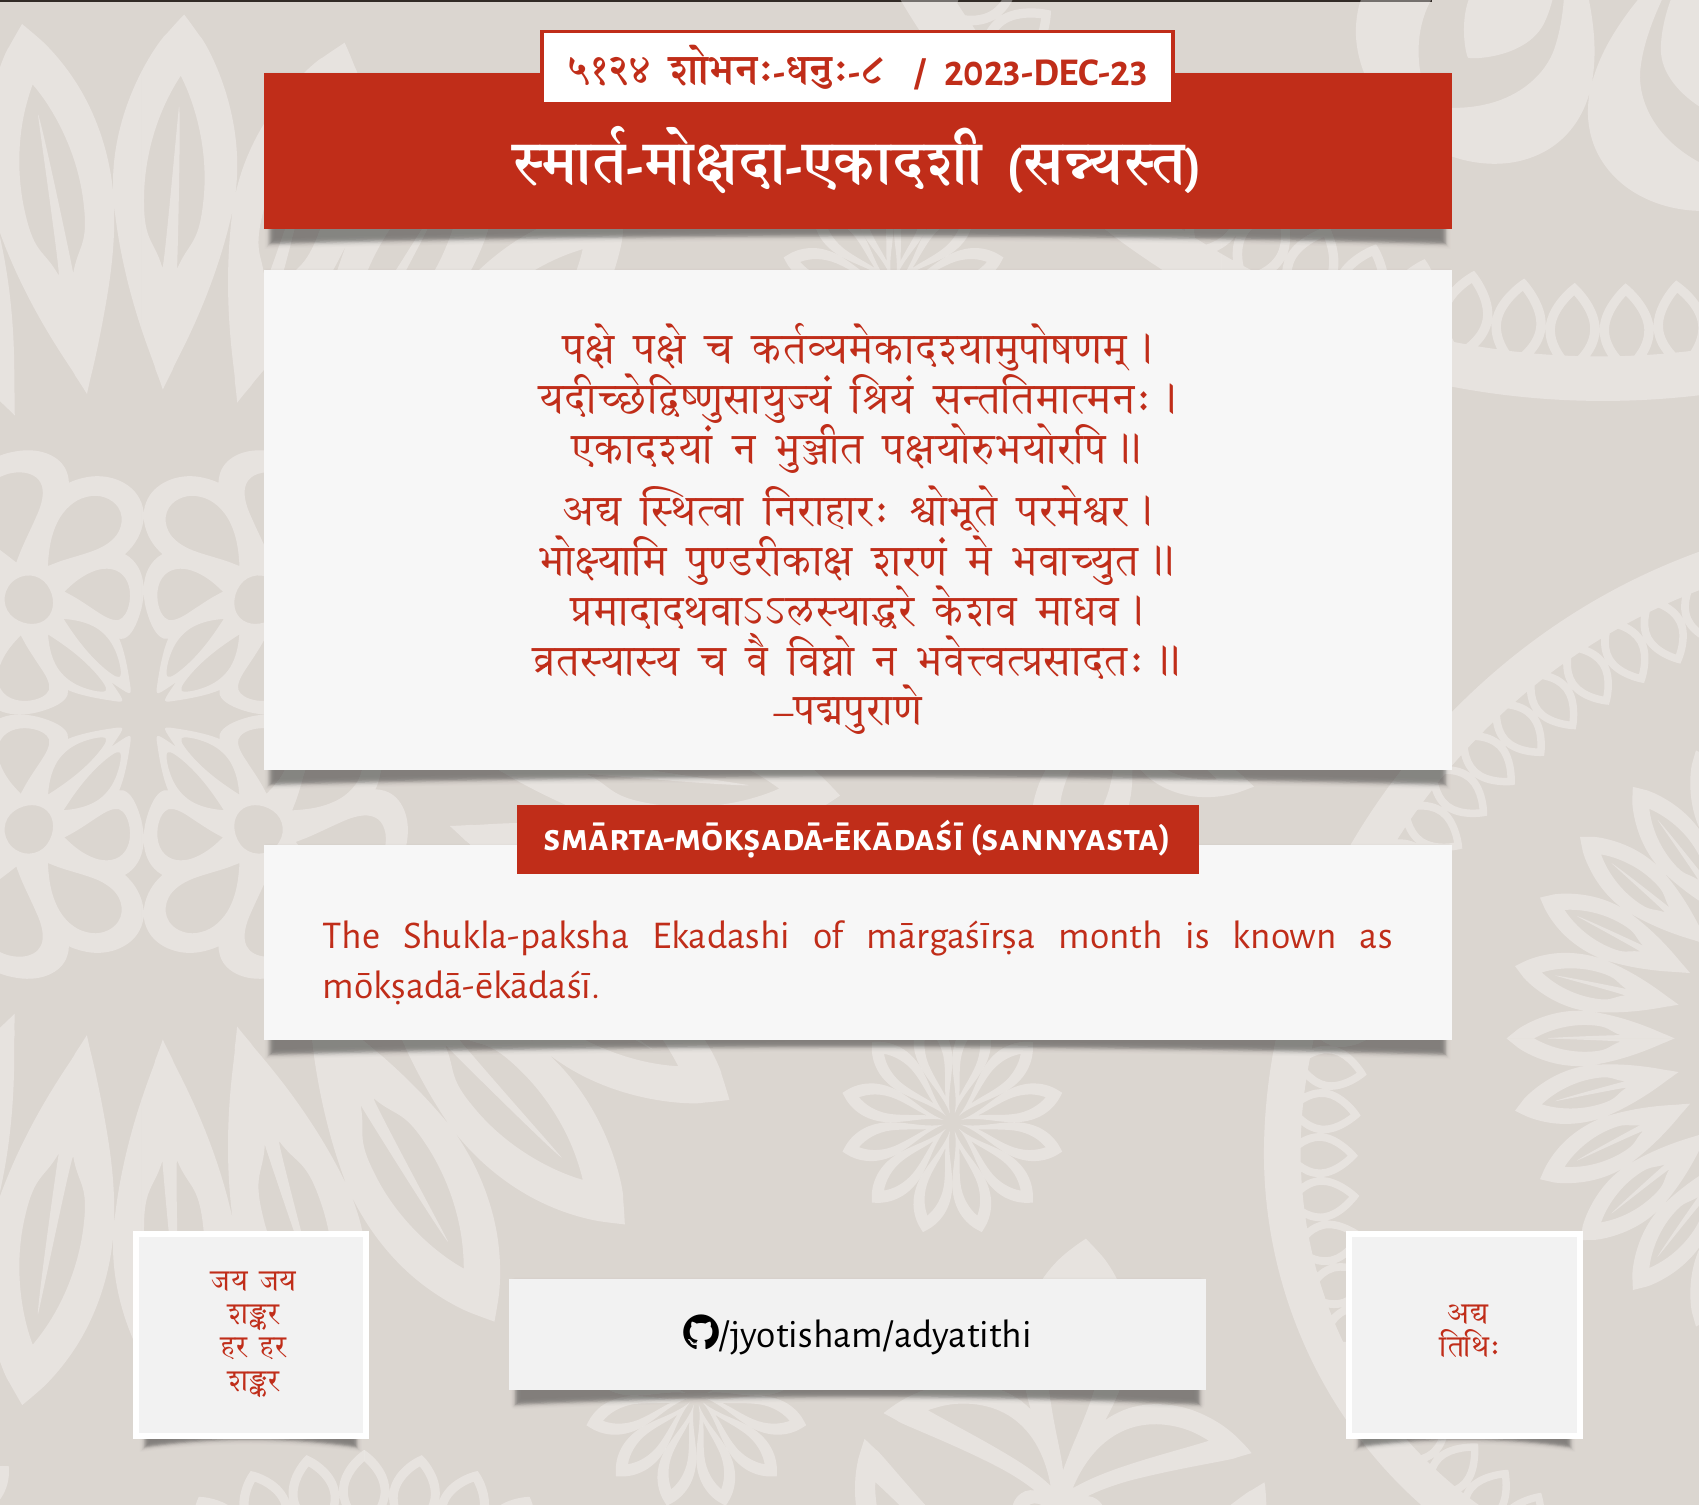 ५१२४ शोभनः-धनुः-८ / 2023-DEC-23
स्मार्त-मोक्षदा-एकादशी (सन्न्यस्त)
पक्षे पक्षे च कर्तव्यमेकादश्यामुपोषणम्।
यदीच्छेद्विष्णुसायुज्यं श्रियं सन्ततिमात्मनः।
एकादश्यां न भुञ्जीत पक्षयोरुभयोरपि॥
अद्य स्थित्वा निराहारः श्वोभूते परमेश्वर।
भोक्ष्यामि पुण्डरीकाक्ष शरणं मे भवाच्युत॥
प्रमादादथवाऽऽलस्याद्धरे केशव माधव।
व्रतस्यास्य च वै विघ्नो न भवेत्त्वत्प्रसादतः॥
–पद्मपुराणे
SMĀRTA-MŌKṢADĀ-ĒKĀDAŚĪ (SANNYASTA)
The Shukla-paksha Ekadashi of mārgaśīrṣa month is known as
mōkṣadā-ēkādaśī.
जय जय
शङ्कर
हर हर
शङ्कर
/jyotisham/adyatithi
अद्य
तिथिः